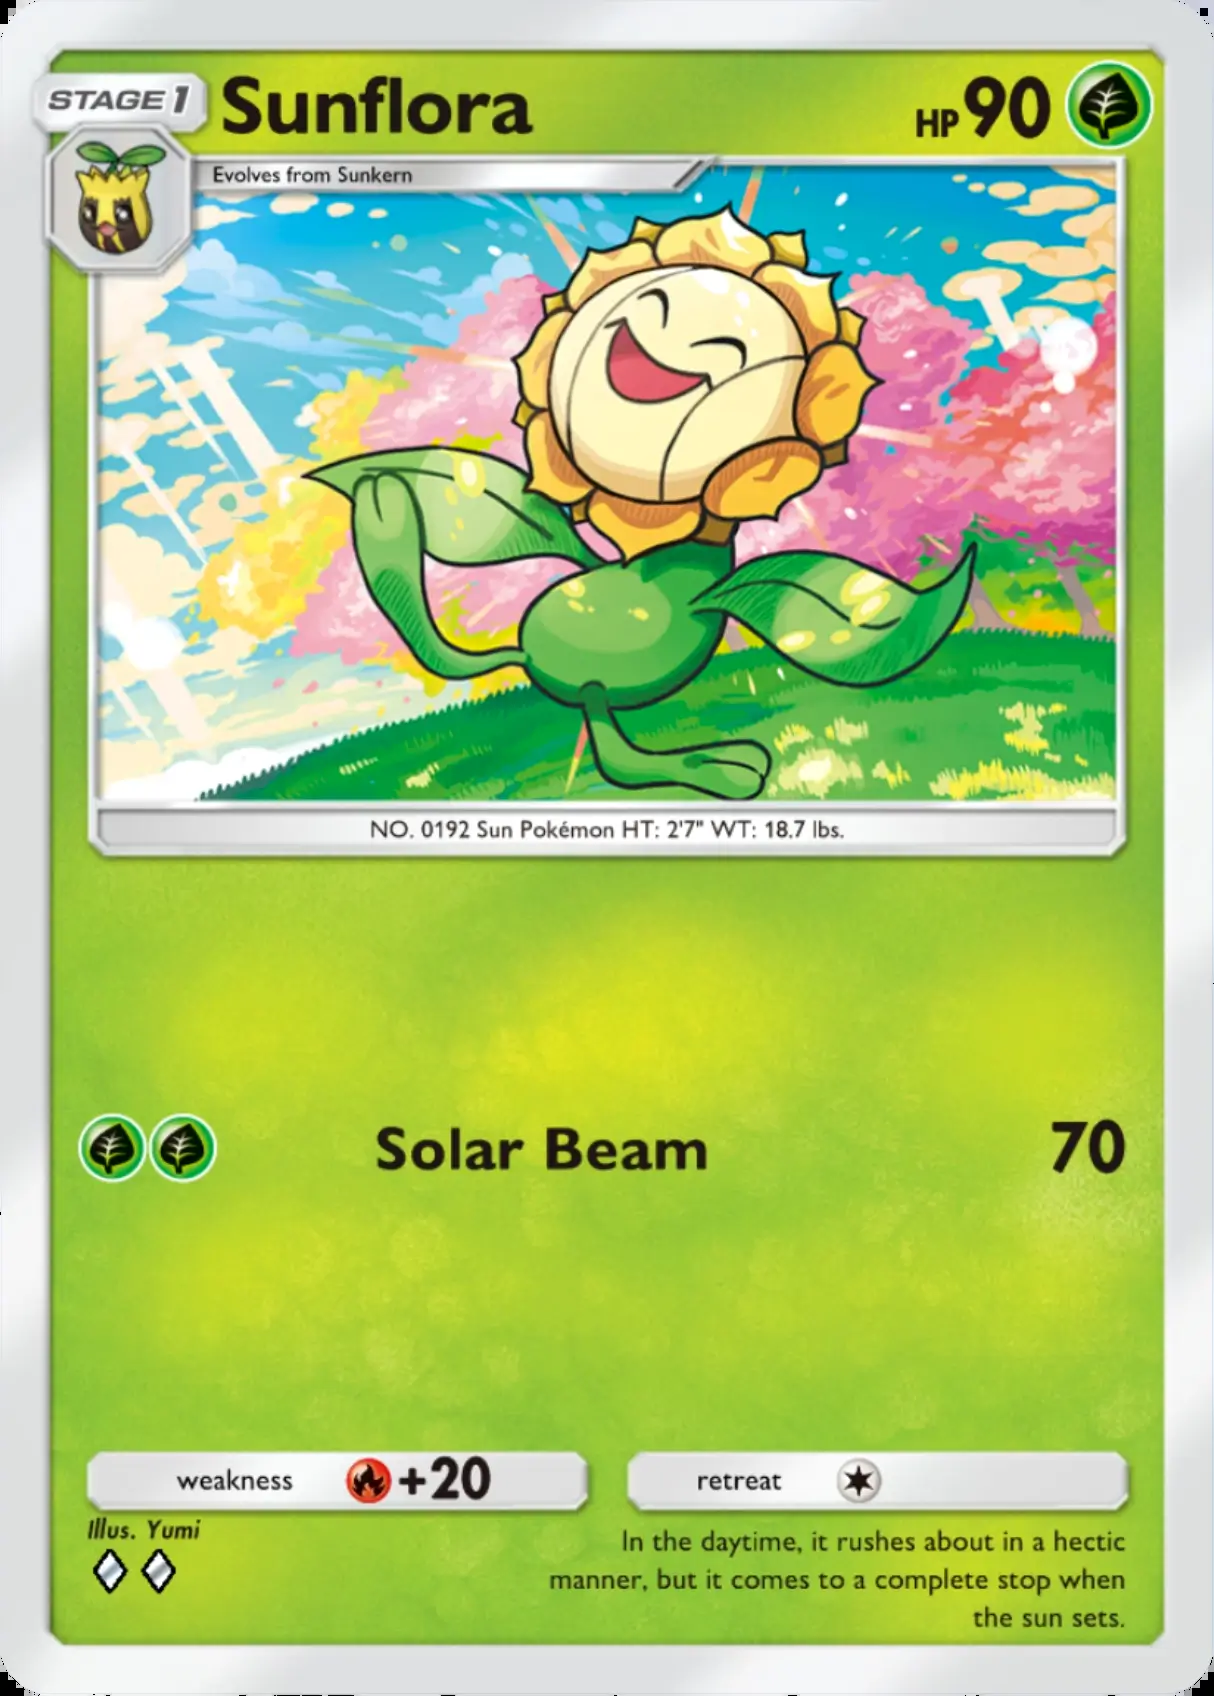 STAGE 1
Sunflora
HP 90
Evolves from Sunkern
NO. 0192 Sun Pokémon HT: 2'7" WT: 18.7 lbs.
Solar Beam 70
weakness +20
retreat
Illus. Yumi
In the daytime, it rushes about in a hectic
manner, but it comes to a complete stop when
the sun sets.